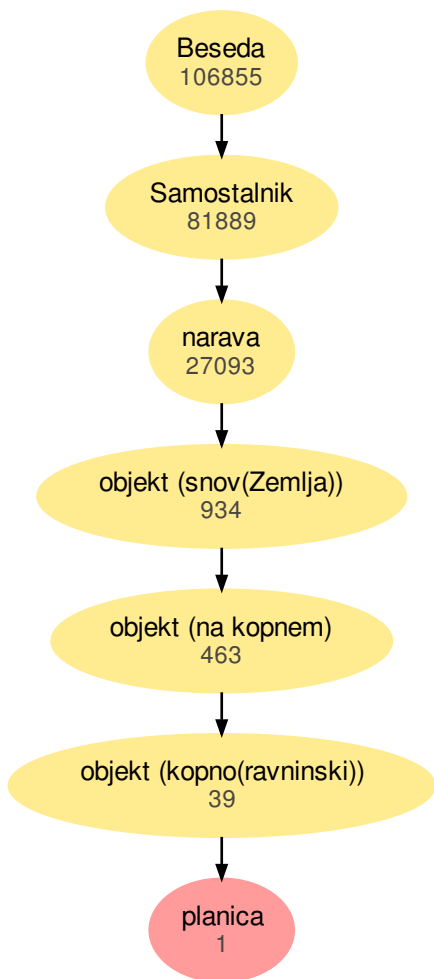 Beseda
106855
Samostalnik
81889
narava
27093
objekt (snov(Zemlja))
934
objekt (na kopnem)
463
objekt (kopno(ravninski))
39
planica
1